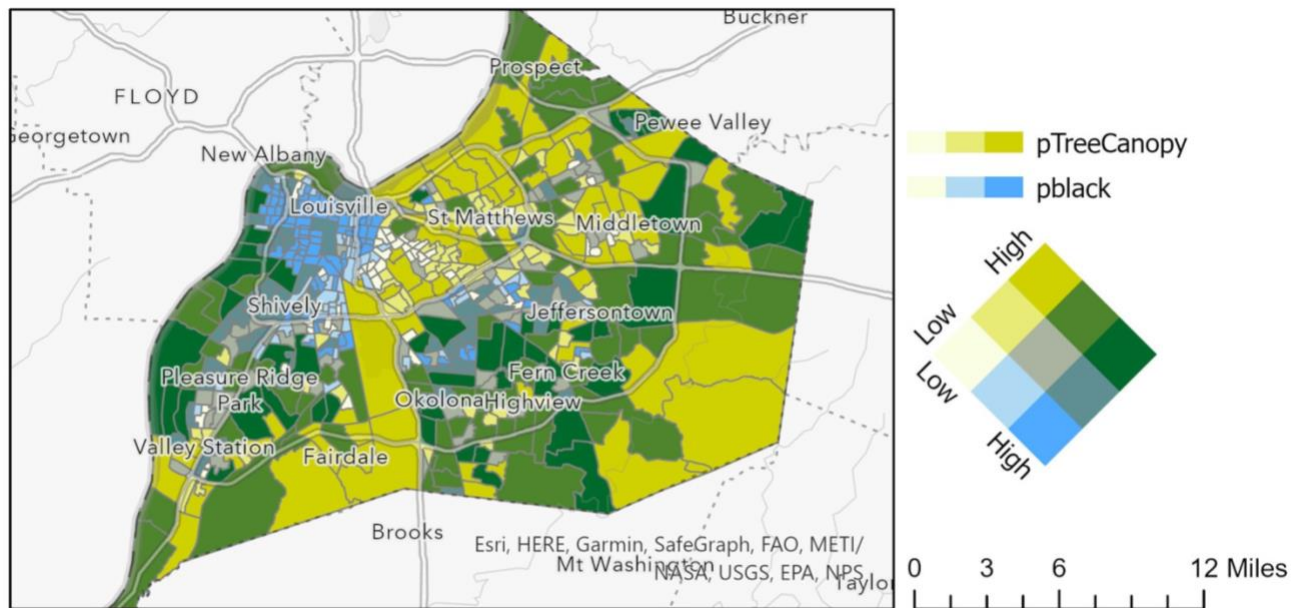 Buckner
Prospect
FLOYD
Georgetown
Pewee Valley
New Albany
Louisville
St Matthews
Middletown
Shively
Jeffersontown
Pleasure Ridge
Park
Fern Creek
Okolona
Highview
Valley Station
Fairdale
Brooks
Esri, HERE, Garmin, SafeGraph, FAO, METI/
NASA, USGS, EPA, NPS
Mt Washington
Taylor
pTreeCanopy
pblack
High
Low
Low
High
0 3 6 12 Miles